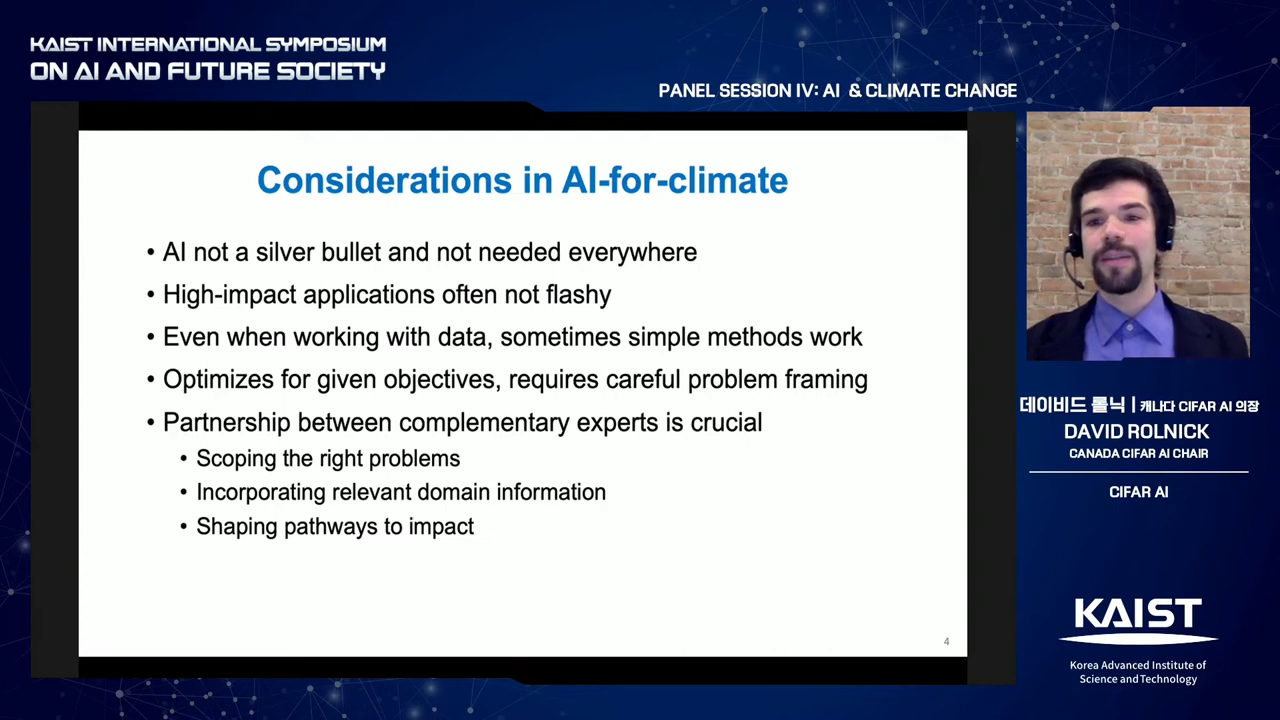 KAIST INTERNATIONAL SYMPOSIUM
ON AI AND FUTURE SOCIETY
PANEL SESSION IV: AI & CLIMATE CHANGE
Considerations in AI-for-climate
• AI not a silver bullet and not needed everywhere
• High-impact applications often not flashy
• Even when working with data, sometimes simple methods work
• Optimizes for given objectives, requires careful problem framing
• Partnership between complementary experts is crucial
• Scoping the right problems
• Incorporating relevant domain information
• Shaping pathways to impact
4
데이비드 롤닉 | 캐나다 CIFAR AI 의장
DAVID ROLNICK
CANADA CIFAR AI CHAIR
CIFAR AI
KAIST
Korea Advanced Institute of
Science and Technology